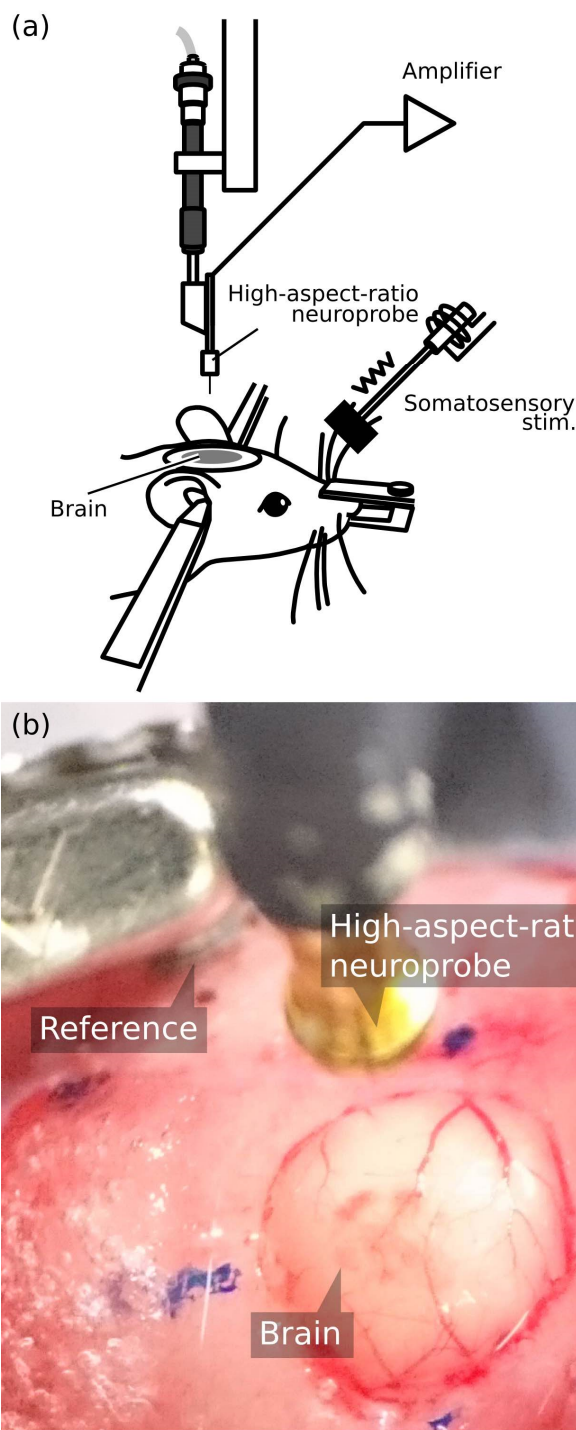 (a)
Amplifier
High-aspect-ratio
neuroprobe
Somatosensory
stim.
Brain
(b)
High-aspect-rat
neuroprobe
Reference
Brain